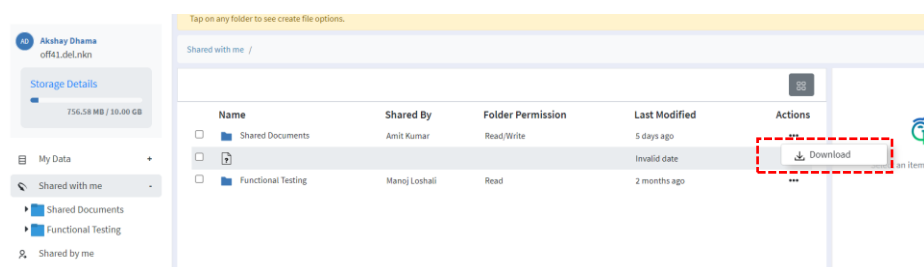 Tap on any folder to see create file options.
AD
Akshay Dhama
off41.del.nkn
Storage Details
756.58 MB / 10.00 GB
My Data +
Shared with me -
Shared Documents
Functional Testing
Shared by me
Shared with me /
Name Shared By Folder Permission Last Modified Actions
Shared Documents Amit Kumar Read/Write 5 days ago •••
Invalid date
Download
Functional Testing Manoj Loshali Read 2 months ago •••
an item